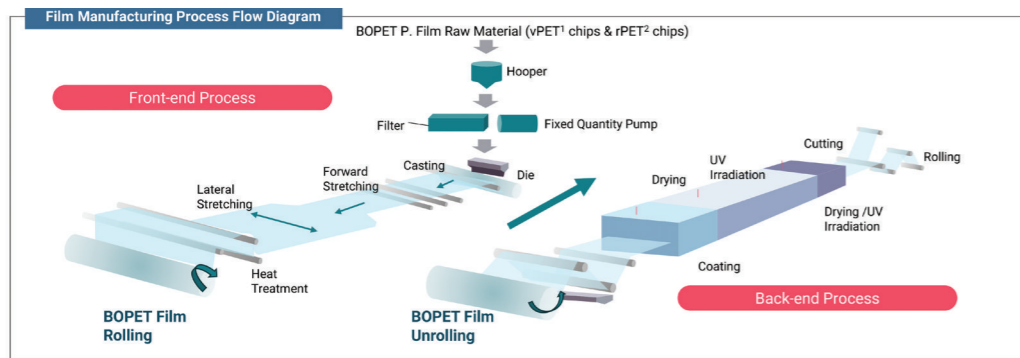 Film Manufacturing Process Flow Diagram
BOPET P. Film Raw Material (vPET¹ chips & rPET² chips)
Hooper
Front-end Process
Filter
Fixed Quantity Pump
Casting
Die
Forward
Stretching
Lateral
Stretching
Heat
Treatment
BOPET Film
Rolling
BOPET Film
Unrolling
Coating
Drying
UV
Irradiation
Drying /UV
Irradiation
Cutting
Rolling
Back-end Process